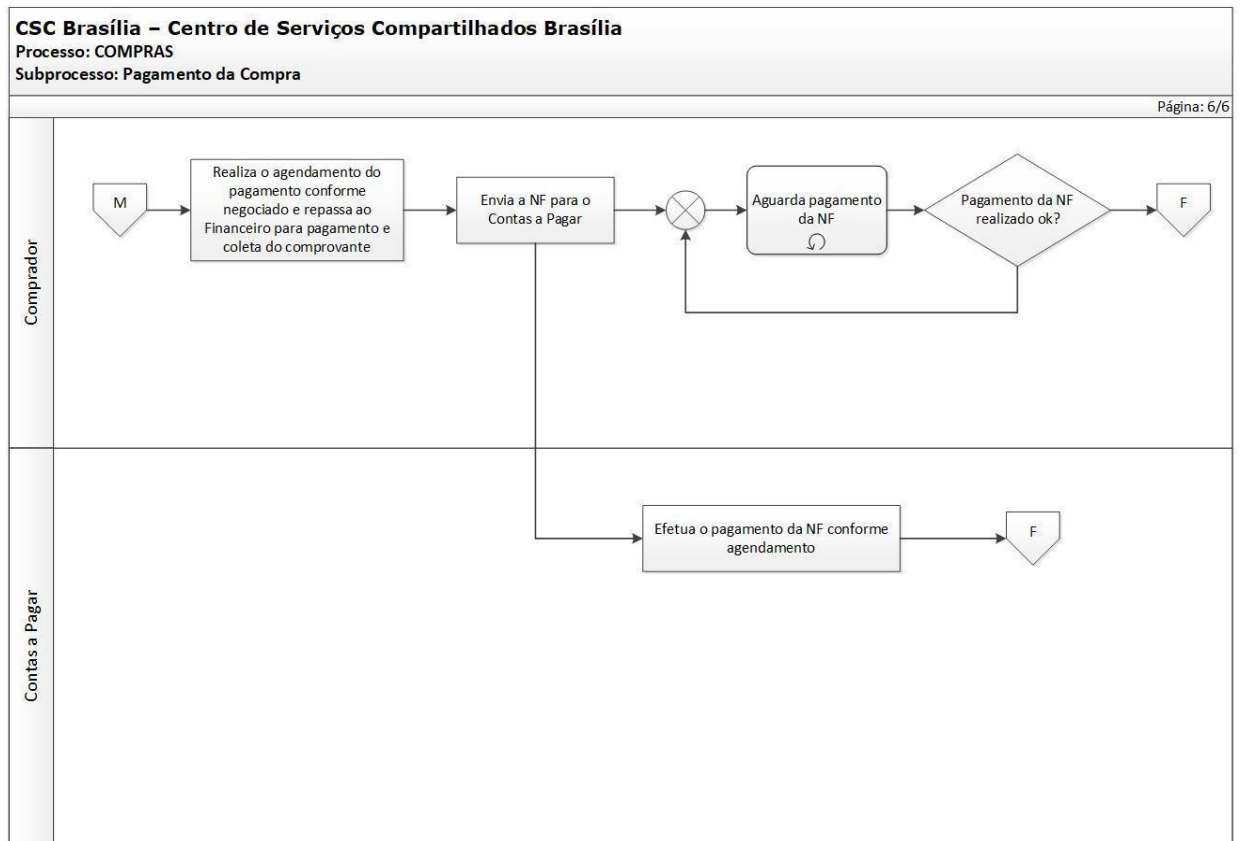 CSC Brasília – Centro de Serviços Compartilhados Brasília
Processo: COMPRAS
Subprocesso: Pagamento da Compra
Página: 6/6
Comprador
M
Realiza o agendamento do
pagamento conforme
negociado e repassa ao
Financeiro para pagamento e
coleta do comprovante
Envia a NF para o
Contas a Pagar
Aguarda pagamento
da NF
Pagamento da NF
realizado ok?
F
Contas a Pagar
Efetua o pagamento da NF conforme
agendamento
F